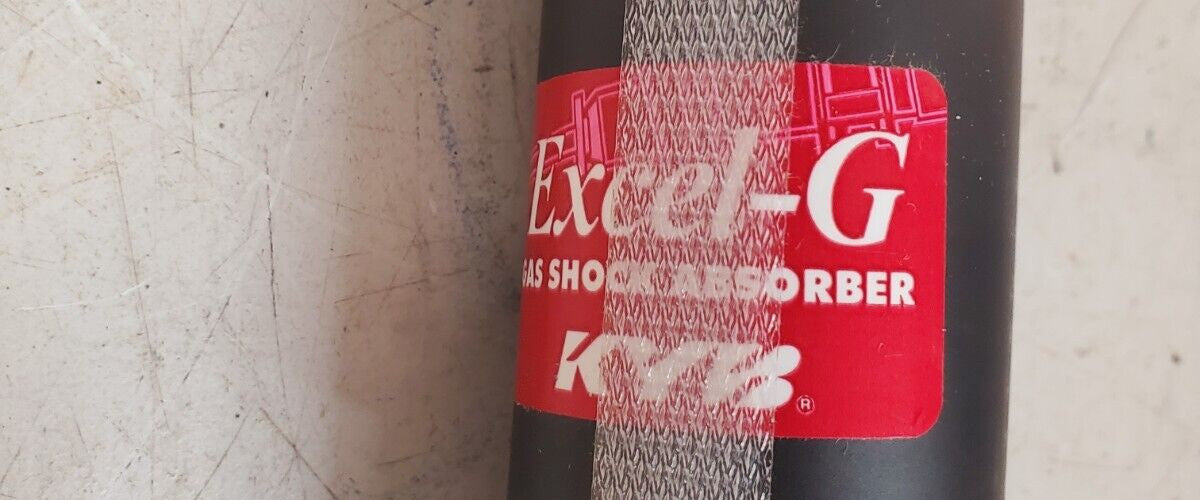 Excel-G
GAS SHOCK ABSORBER
KYB®